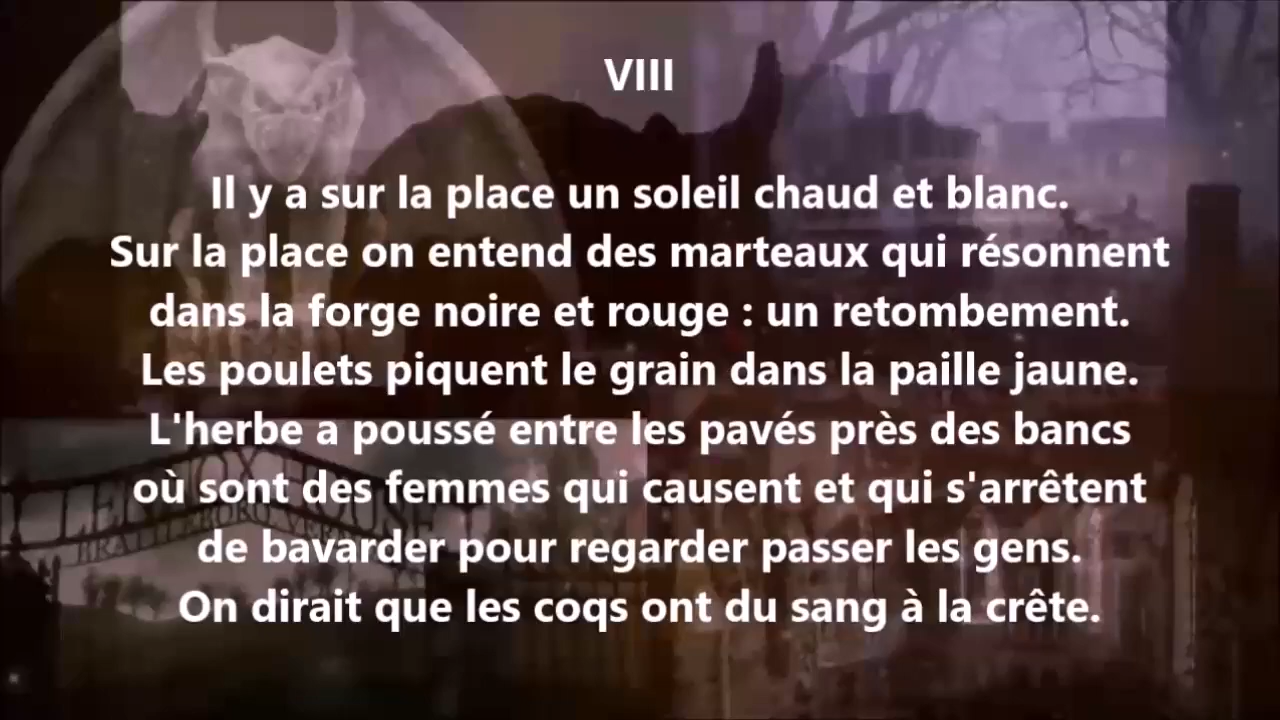 VIII
Il y a sur la place un soleil chaud et blanc.
Sur la place on entend des marteaux qui résonnent
dans la forge noire et rouge : un retombement.
Les poulets piquent le grain dans la paille jaune.
L'herbe a poussé entre les pavés près des bancs
où sont des femmes qui causent et qui s'arrêtent
de bavarder pour regarder passer les gens.
On dirait que les coqs ont du sang à la crête.